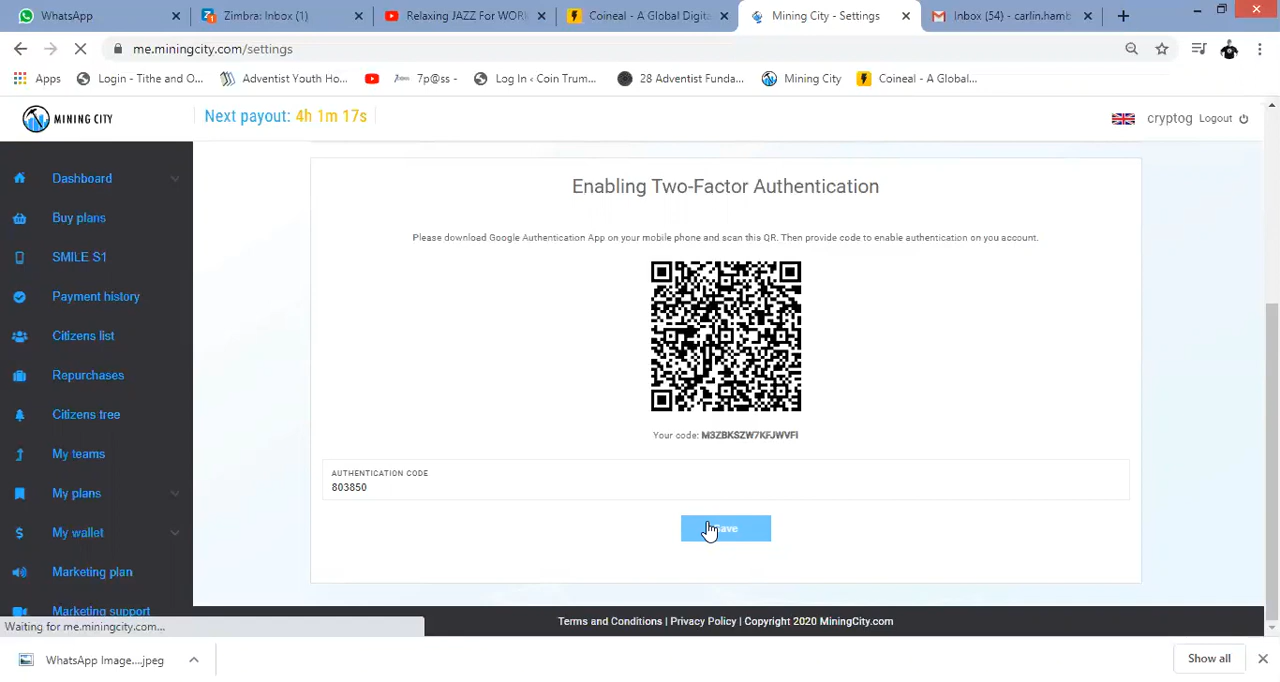 WhatsApp
Zimbra: Inbox (1)
Relaxing JAZZ For WORK
Coineal - A Global Digita
Mining City - Settings
Inbox (54) - carlin.hamb
me.miningcity.com/settings
Apps
Login - Tithe and O...
Adventist Youth Ho...
7p@ss -
Log In ‹ Coin Trum...
28 Adventist Funda...
Mining City
Coineal - A Global...
MINING CITY
Next payout: 4h 1m 17s
cryptog
Logout
Dashboard
Buy plans
SMILE S1
Payment history
Citizens list
Repurchases
Citizens tree
My teams
My plans
My wallet
Marketing plan
Marketing support
Enabling Two-Factor Authentication
Please download Google Authentication App on your mobile phone and scan this QR. Then provide code to enable authentication on you account.
Your code: M3ZBKSZW7KFJWVFI
AUTHENTICATION CODE
803850
Save
Terms and Conditions | Privacy Policy | Copyright 2020 MiningCity.com
Waiting for me.miningcity.com...
WhatsApp Image....jpeg
Show all